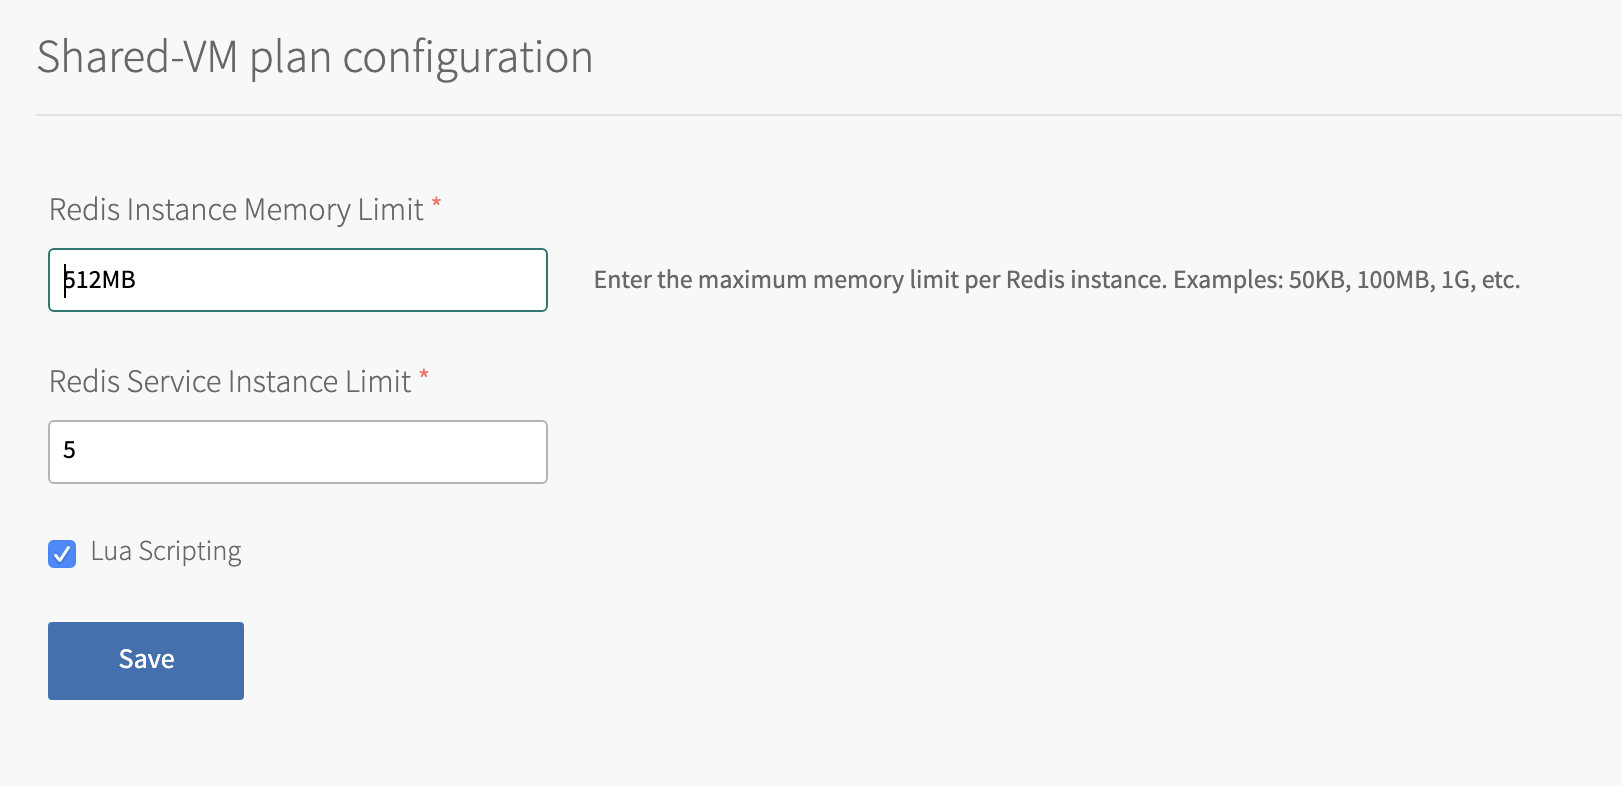 Shared-VM plan configuration
Redis Instance Memory Limit *
512MB
Enter the maximum memory limit per Redis instance. Examples: 50KB, 100MB, 1G, etc.
Redis Service Instance Limit *
5
Lua Scripting
Save